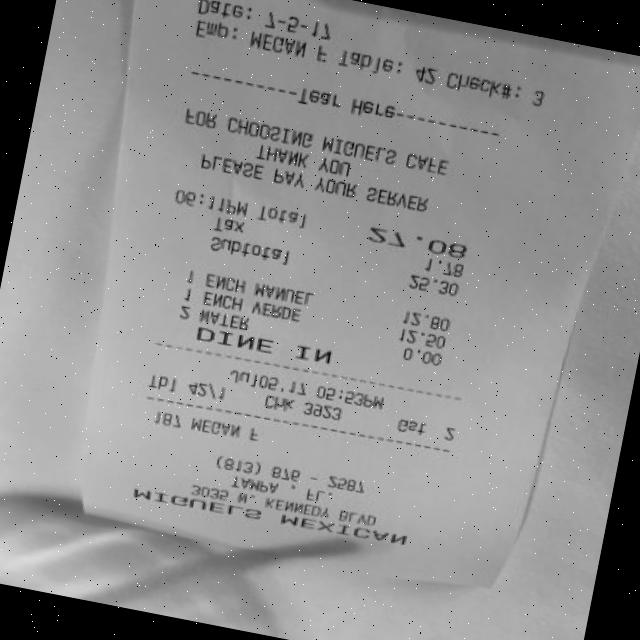 MIGUELS MEXICAN
3035 W. KENNEDY BLVD
TAMPA FL.
(813) 876 - 2587
187 MEGAN F
Tbl 42/1 Chk 3923 Gst 2
Jul05.17 05:53PM
DINE IN
2 WATER 0.00
1 ENCH VERDE 12.50
1 ENCH MANUEL 12.80
Subtotal 25.30
Tax 1.78
06:11PM Total 27.08
PLEASE PAY YOUR SERVER
THANK YOU
FOR CHOOSING MIGUELS CAFE
----------Tear Here----------
Emp: MEGAN F Table: 42 Check#: 3
Date: 7-5-17